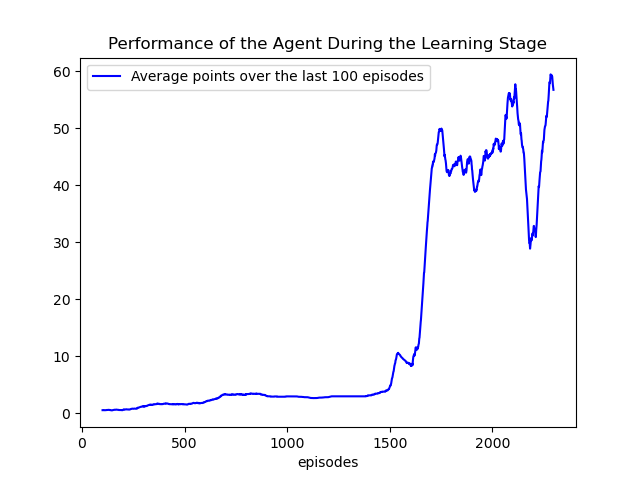 Performance of the Agent During the Learning Stage
Average points over the last 100 episodes
60
50
40
30
20
10
0
0 500 1000 1500 2000
episodes